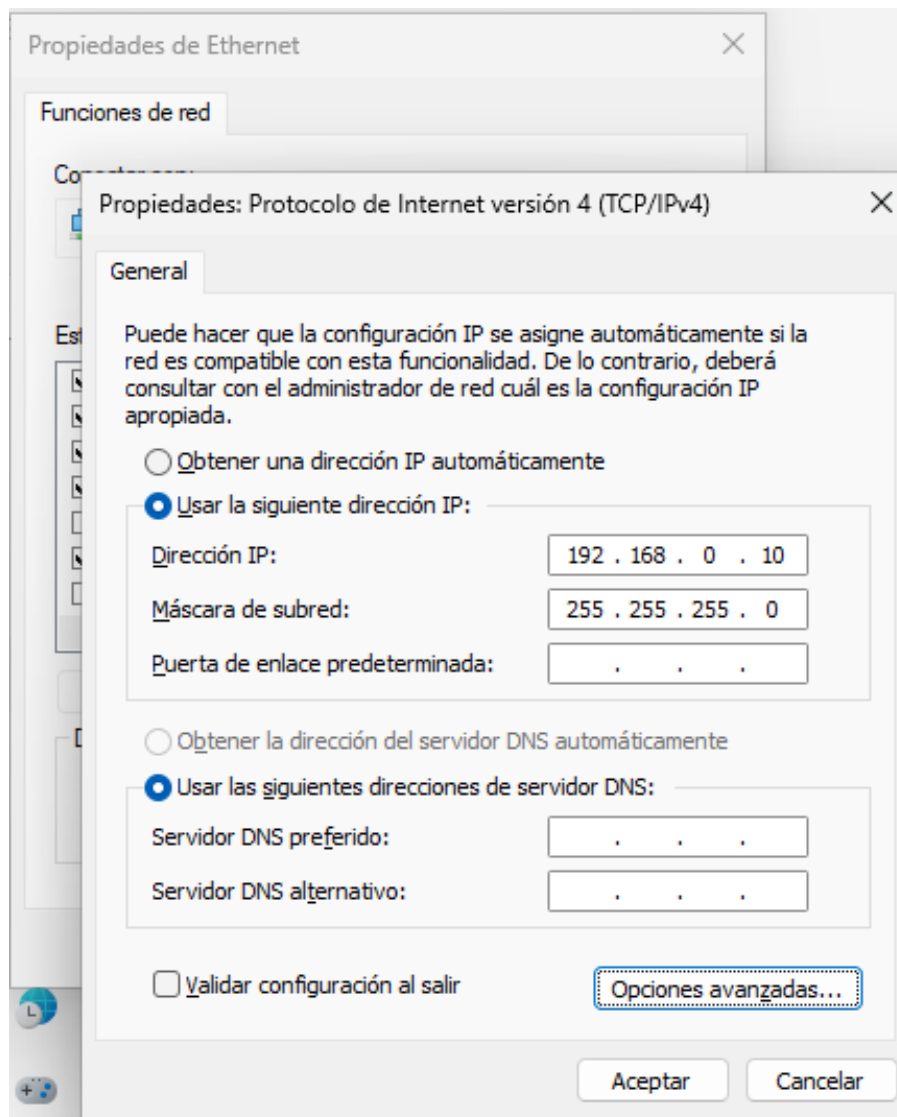 Propiedades de Ethernet
Funciones de red
Propiedades: Protocolo de Internet versión 4 (TCP/IPv4)
General
Puede hacer que la configuración IP se asigne automáticamente si la
red es compatible con esta funcionalidad. De lo contrario, deberá
consultar con el administrador de red cuál es la configuración IP
apropiada.
Obtener una dirección IP automáticamente
Usar la siguiente dirección IP:
Dirección IP: 192 . 168 . 0 . 10
Máscara de subred: 255 . 255 . 255 . 0
Puerta de enlace predeterminada: . . .
Obtener la dirección del servidor DNS automáticamente
Usar las siguientes direcciones de servidor DNS:
Servidor DNS preferido: . . .
Servidor DNS alternativo: . . .
Validar configuración al salir
Opciones avanzadas...
Aceptar Cancelar